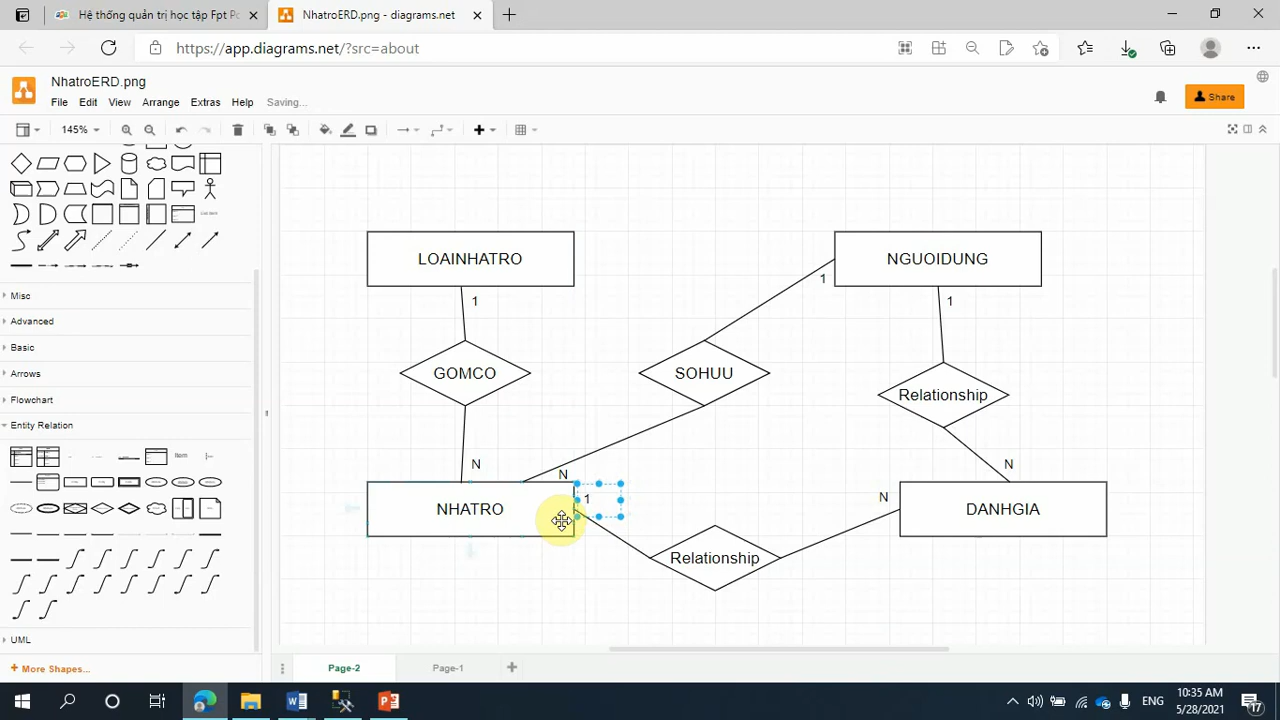 Hệ thống quản trị học tập Fpt Po
NhatroERD.png - diagrams.net
https://app.diagrams.net/?src=about
NhatroERD.png
File Edit View Arrange Extras Help Saving...
Share
145%
List Item
Misc
Advanced
Basic
Arrows
Flowchart
Entity Relation
Item
UML
+ More Shapes...
LOAINHATRO
NGUOIDUNG
1
1
1
GOMCO
SOHUU
Relationship
N
N
N
1
N
NHATRO
DANHGIA
Relationship
Page-2
Page-1
ENG
10:35 AM
5/28/2021
17